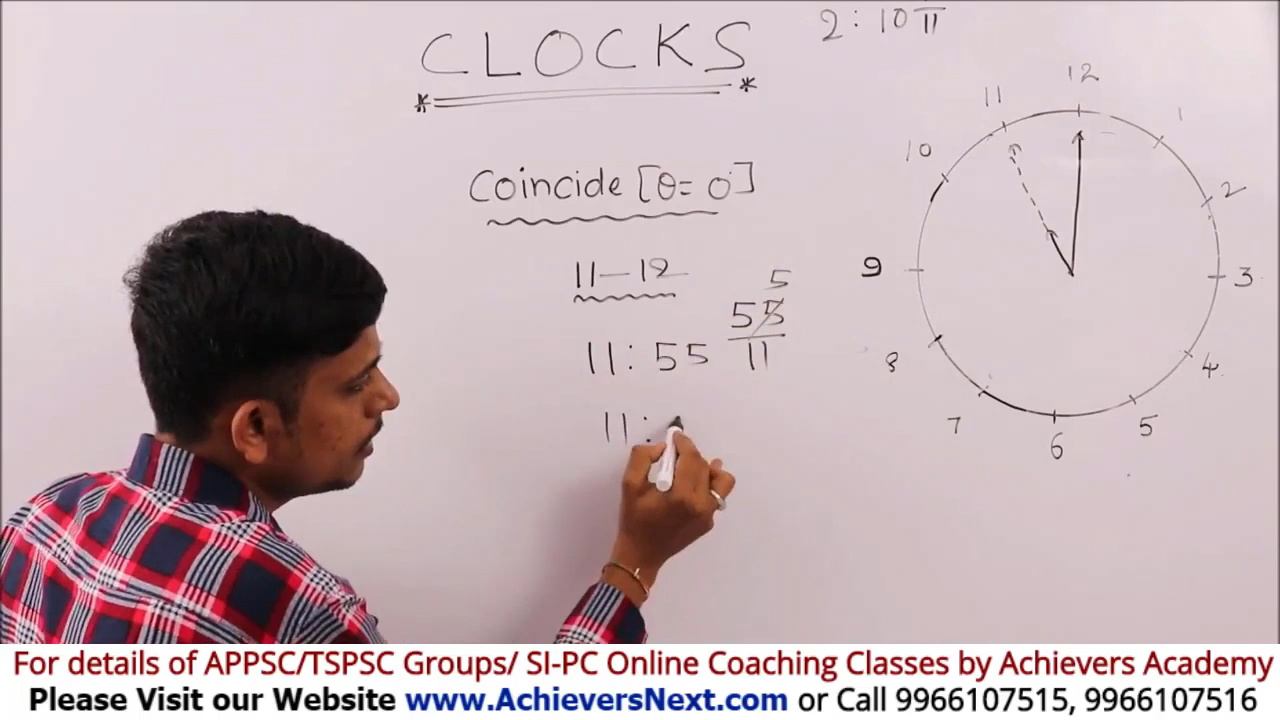 CLOCKS
2 : 10π
Coincide [θ = 0°]
11 – 12
11 : 55 55/11 5
11 :
12
1
2
3
4
5
6
7
8
9
10
11
For details of APPSC/TSPSC Groups/ SI-PC Online Coaching Classes by Achievers Academy
Please Visit our Website www.AchieversNext.com or Call 9966107515, 9966107516